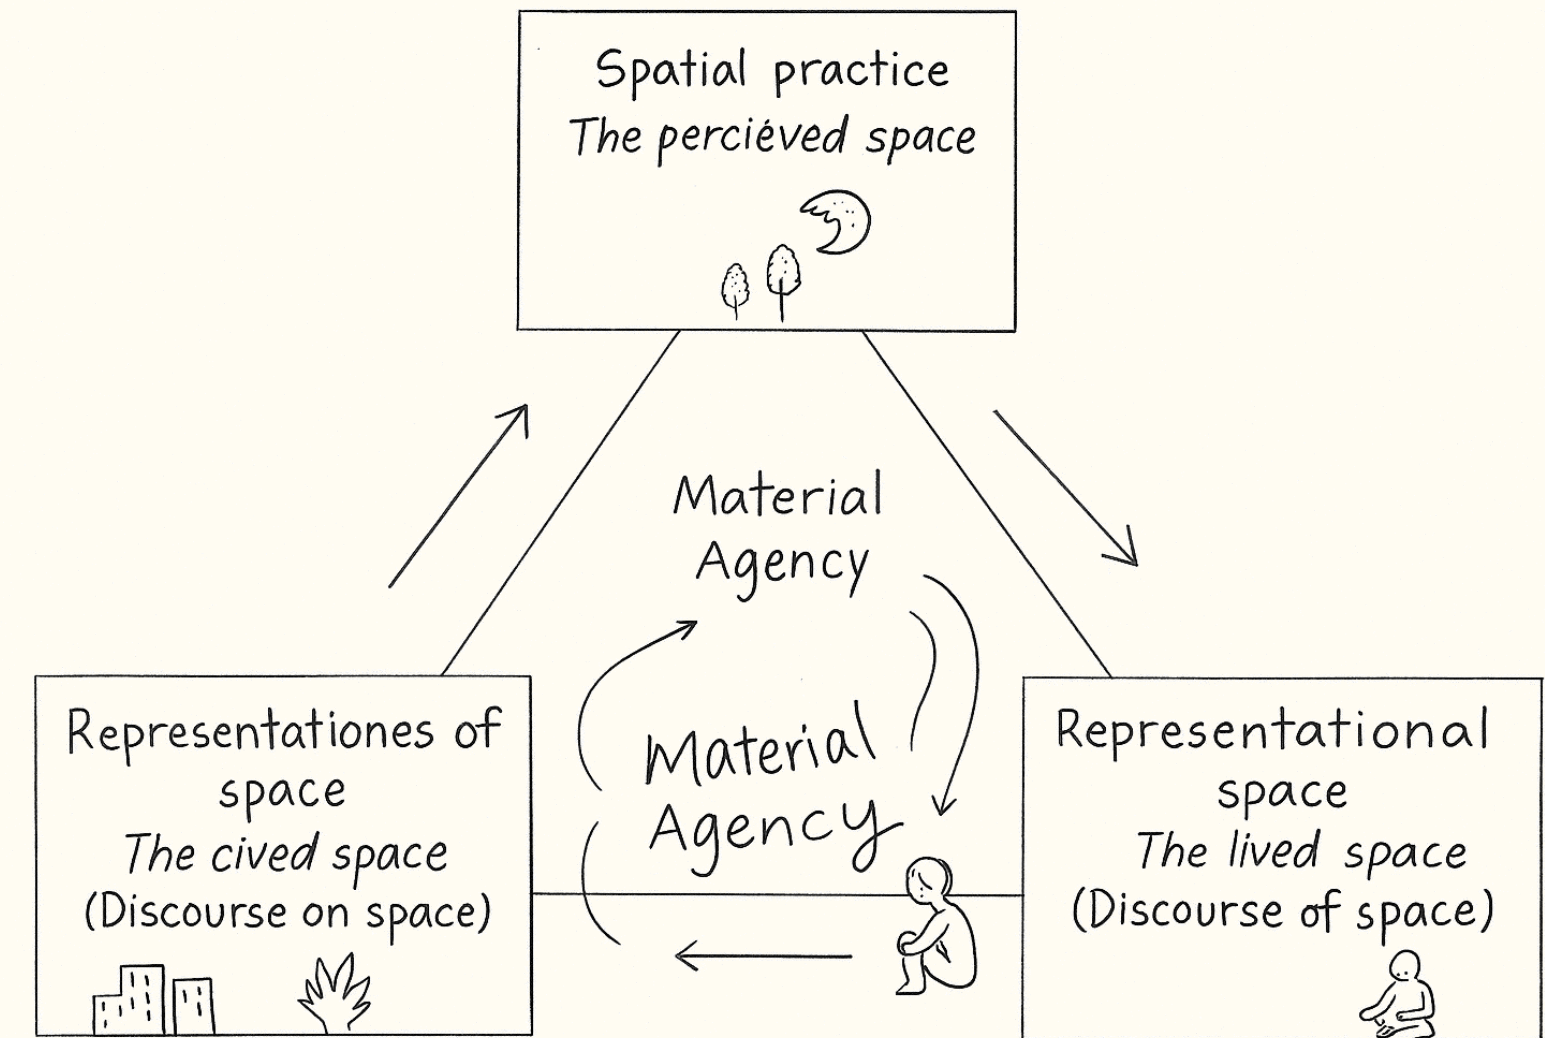 Spatial practice
The perciéved space
Material
Agency
Material
Agency
Representationes of
space
The cived space
(Discourse on space)
Representational
space
The lived space
(Discourse of space)